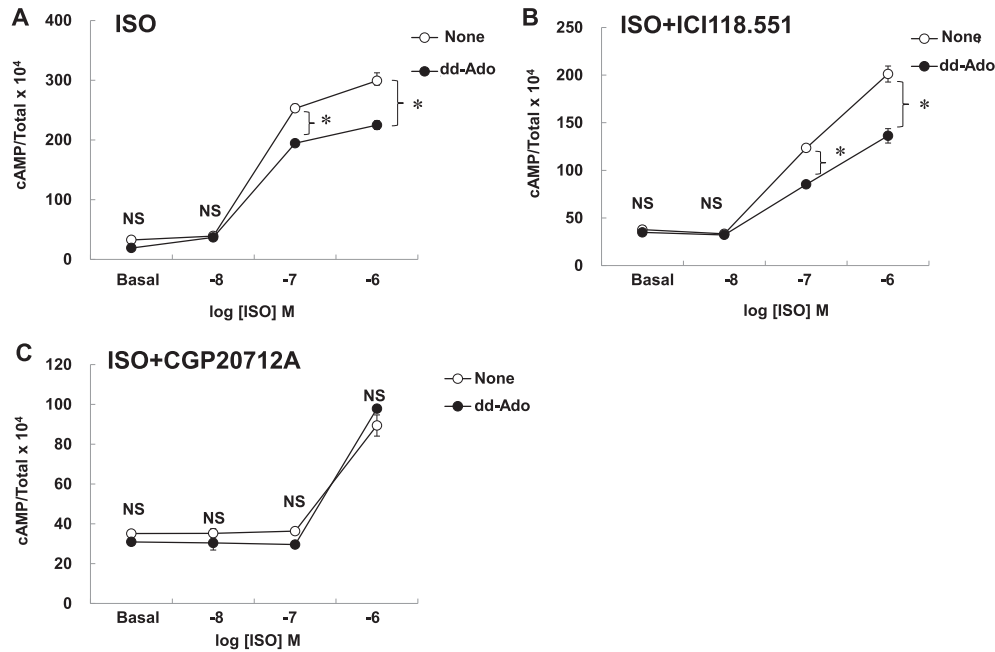 A
ISO
400
300
200
100
0
cAMP/Total x 10⁴
None
dd-Ado
NS
NS
*
*
Basal
-8
-7
-6
log [ISO] M
B
ISO+ICI118.551
250
200
150
100
50
0
cAMP/Total x 10⁴
None
dd-Ado
NS
NS
*
*
Basal
-8
-7
-6
log [ISO] M
C
ISO+CGP20712A
120
100
80
60
40
20
0
cAMP/Total x 10⁴
None
dd-Ado
NS
NS
NS
NS
Basal
-8
-7
-6
log [ISO] M